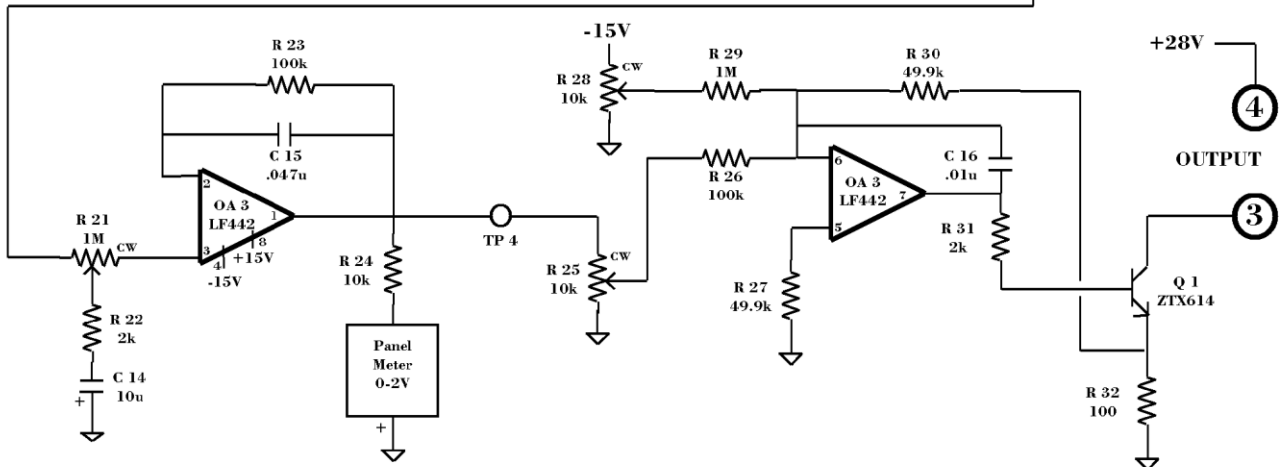 R 23
100k
C 15
.047u
2
OA 3
LF442
1
3
4
8
+15V
-15V
R 21
1M
CW
R 22
2k
C 14
10u
+
R 24
10k
Panel
Meter
0-2V
+
TP 4
-15V
R 28
10k
CW
R 29
1M
R 30
49.9k
R 26
100k
CW
R 25
10k
6
OA 3
LF442
7
5
C 16
.01u
R 27
49.9k
R 31
2k
Q 1
ZTX614
R 32
100
+28V
4
OUTPUT
3